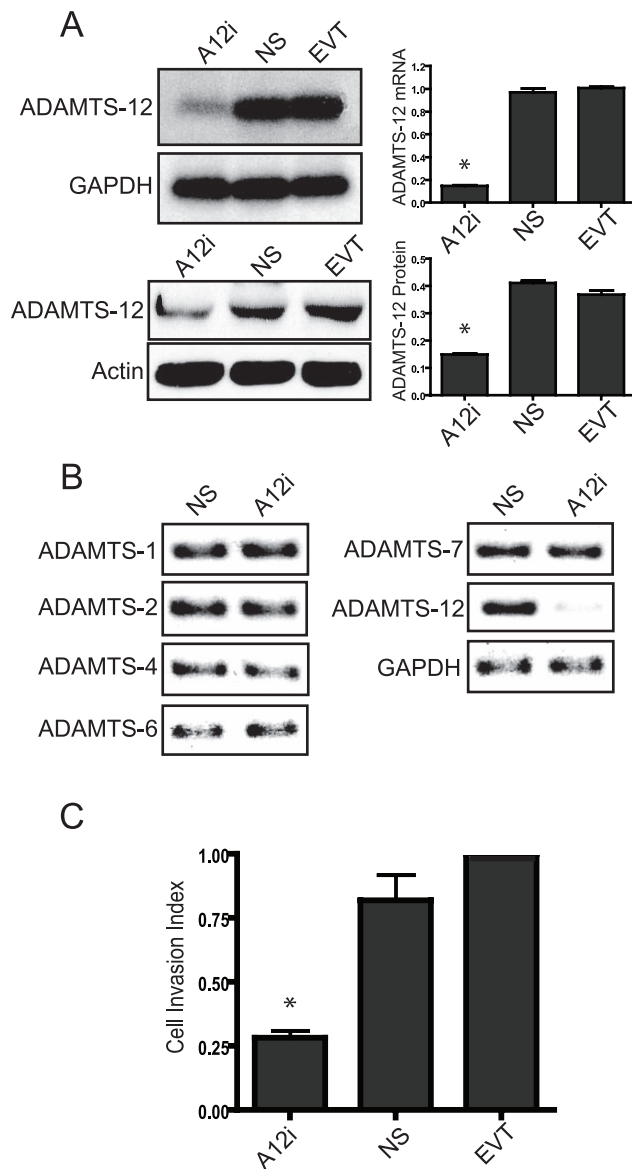 A
A12i NS EVT
ADAMTS-12
GAPDH
ADAMTS-12 mRNA
1.2
1.0
0.8
0.6
0.4
0.2
0.0
*
A12i NS EVT
A12i NS EVT
ADAMTS-12
Actin
ADAMTS-12 Protein
0.5
0.4
0.3
0.2
0.1
0.0
*
A12i NS EVT
B
NS A12i
ADAMTS-1
ADAMTS-2
ADAMTS-4
ADAMTS-6
NS A12i
ADAMTS-7
ADAMTS-12
GAPDH
C
Cell Invasion Index
1.00
0.75
0.50
0.25
0.00
*
A12i NS EVT